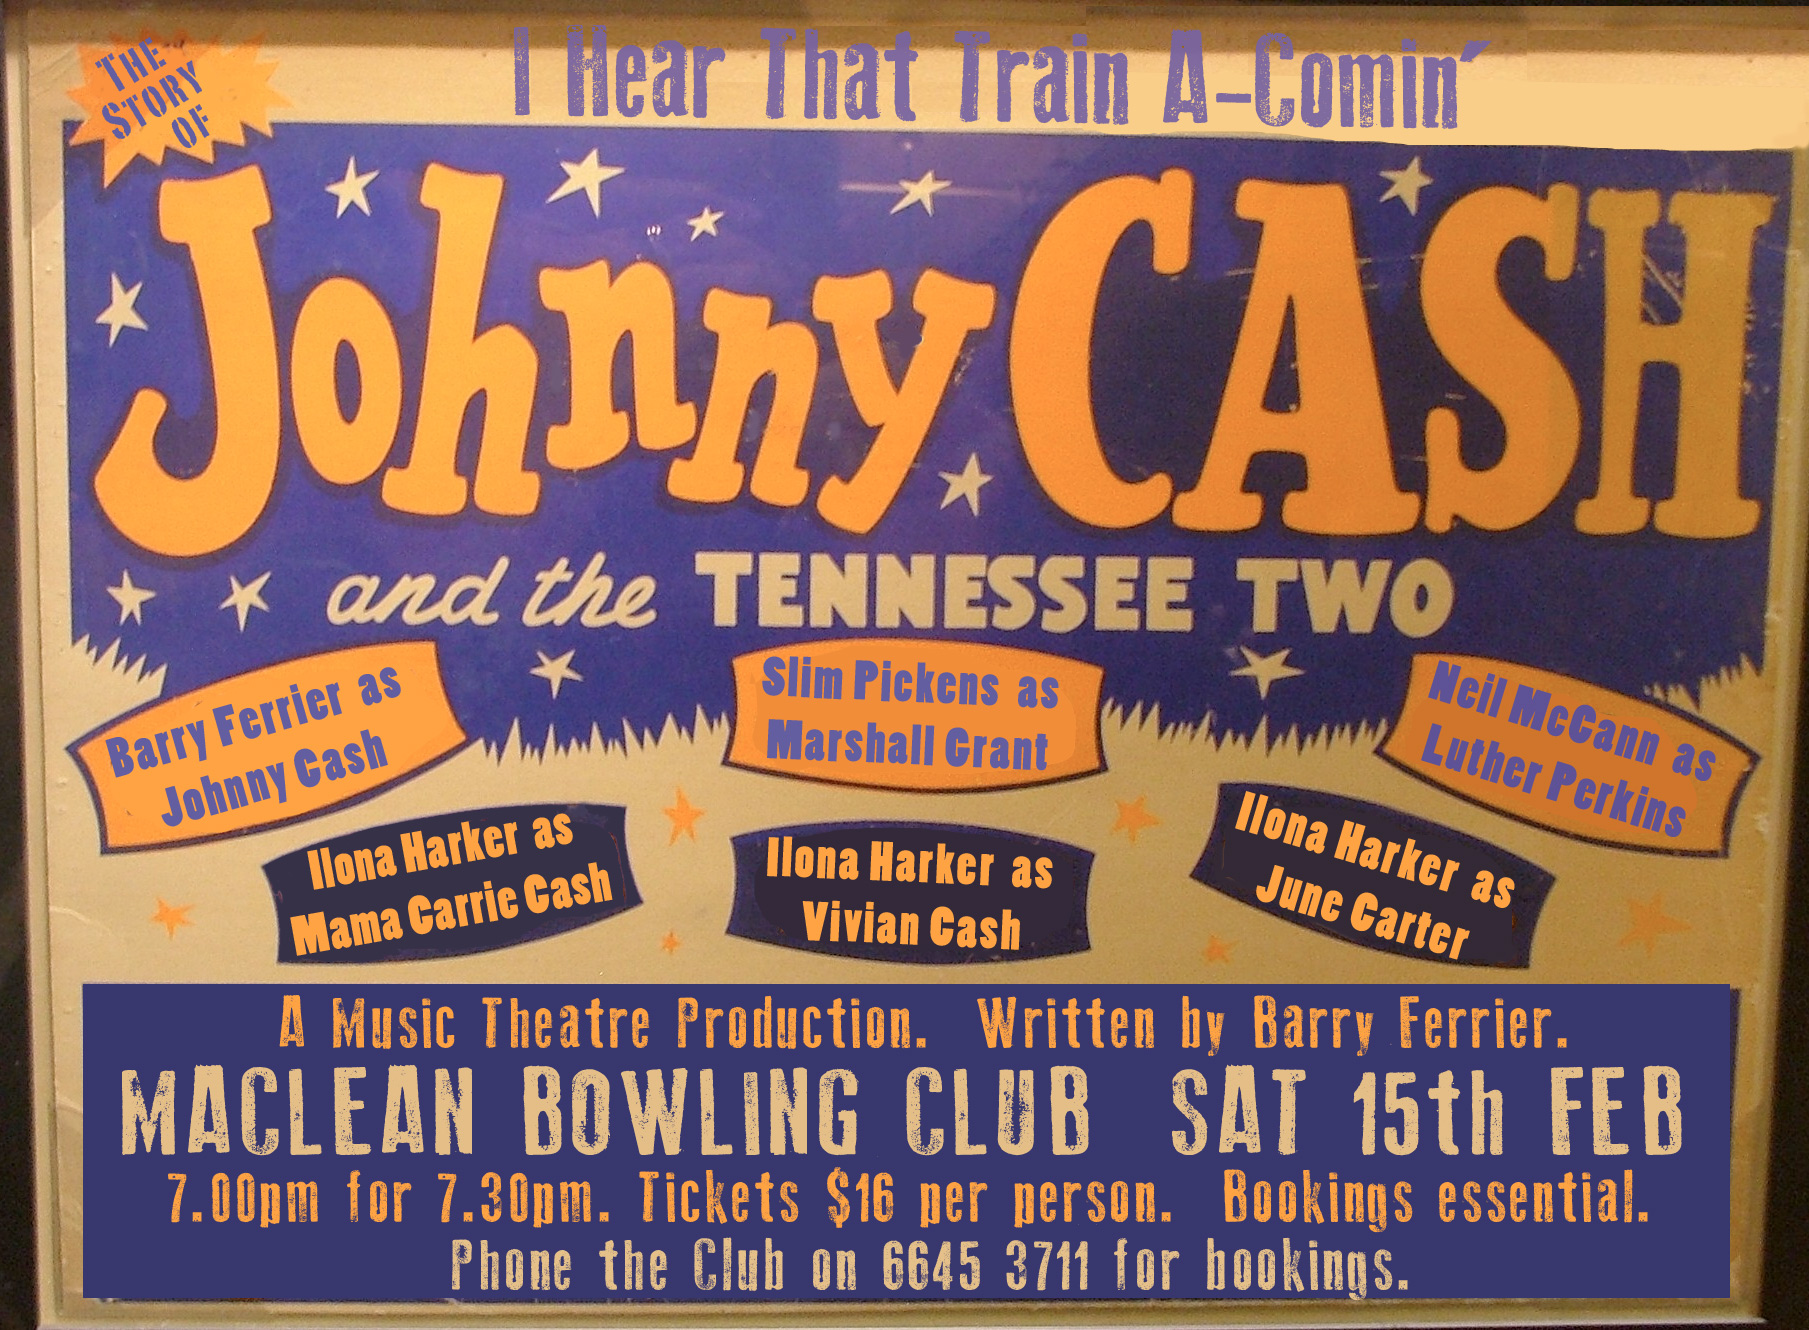 I Hear That Train A-Comin'
THE
STORY
OF
Johnny CASH
and the TENNESSEE TWO
Barry Ferrier as
Johnny Cash
Slim Pickens as
Marshall Grant
Neil McCann as
Luther Perkins
Ilona Harker as
Mama Carrie Cash
Ilona Harker as
Vivian Cash
Ilona Harker as
June Carter
A Music Theatre Production. Written by Barry Ferrier.
MACLEAN BOWLING CLUB SAT 15th FEB
7.00pm for 7.30pm. Tickets $16 per person. Bookings essential.
Phone the Club on 6645 3711 for bookings.